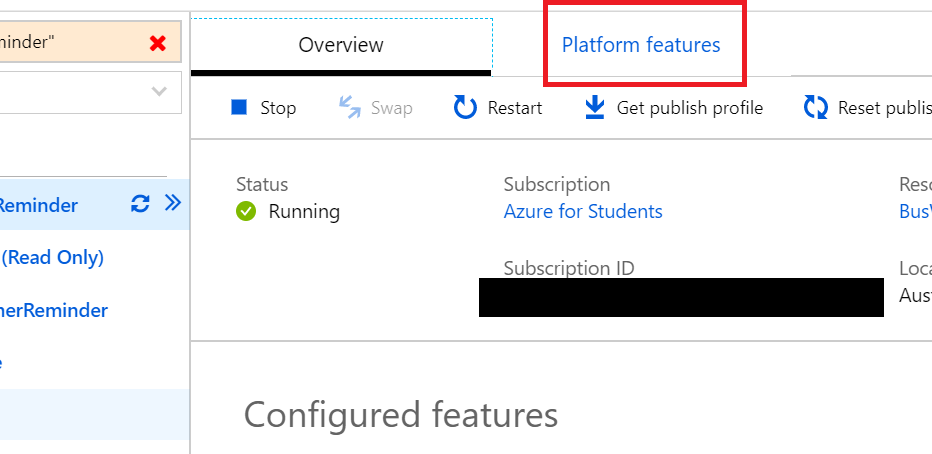 minder"
Overview
Platform features
Stop
Swap
Restart
Get publish profile
Reset publis
Status
Running
Subscription
Azure for Students
Reso
Bus
Subscription ID
Loca
Aust
Reminder
(Read Only)
nerReminder
e
Configured features